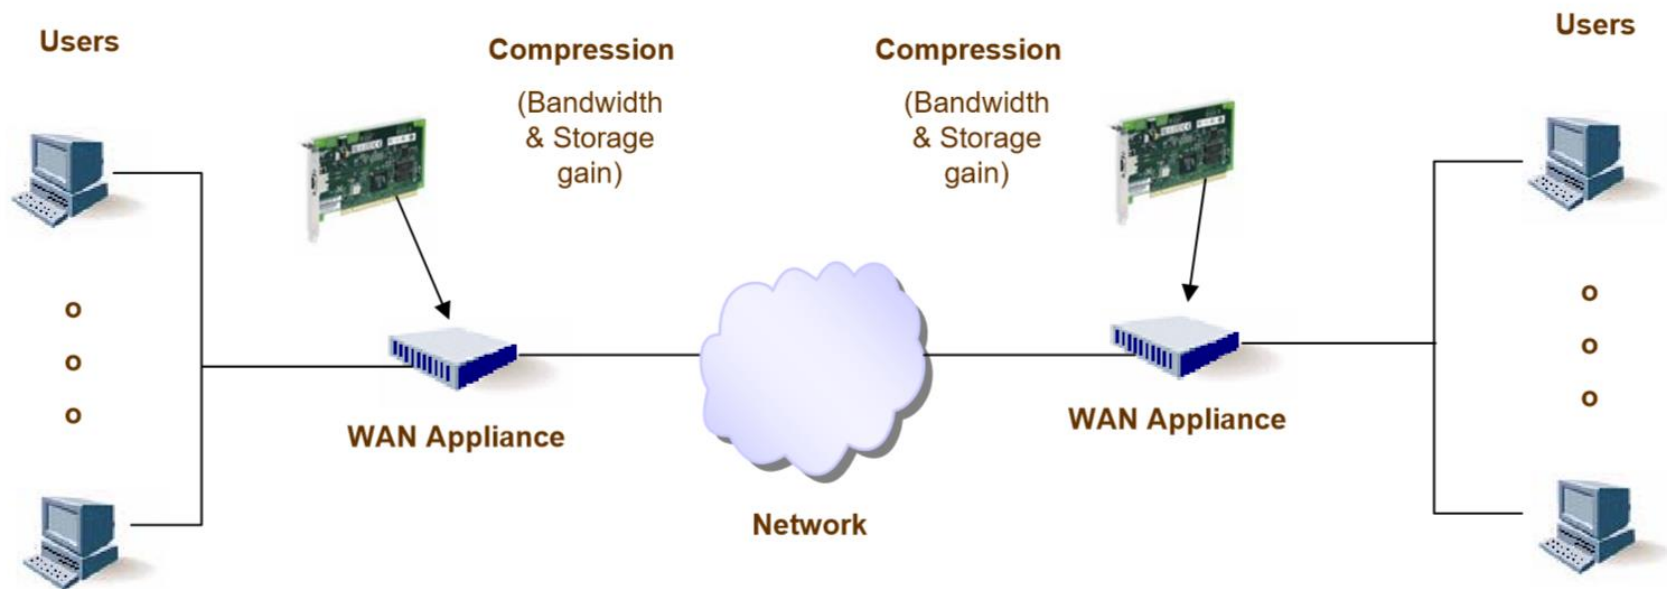 Users
Compression
(Bandwidth
& Storage
gain)
Compression
(Bandwidth
& Storage
gain)
Users
o
o
o
o
o
o
WAN Appliance
WAN Appliance
Network